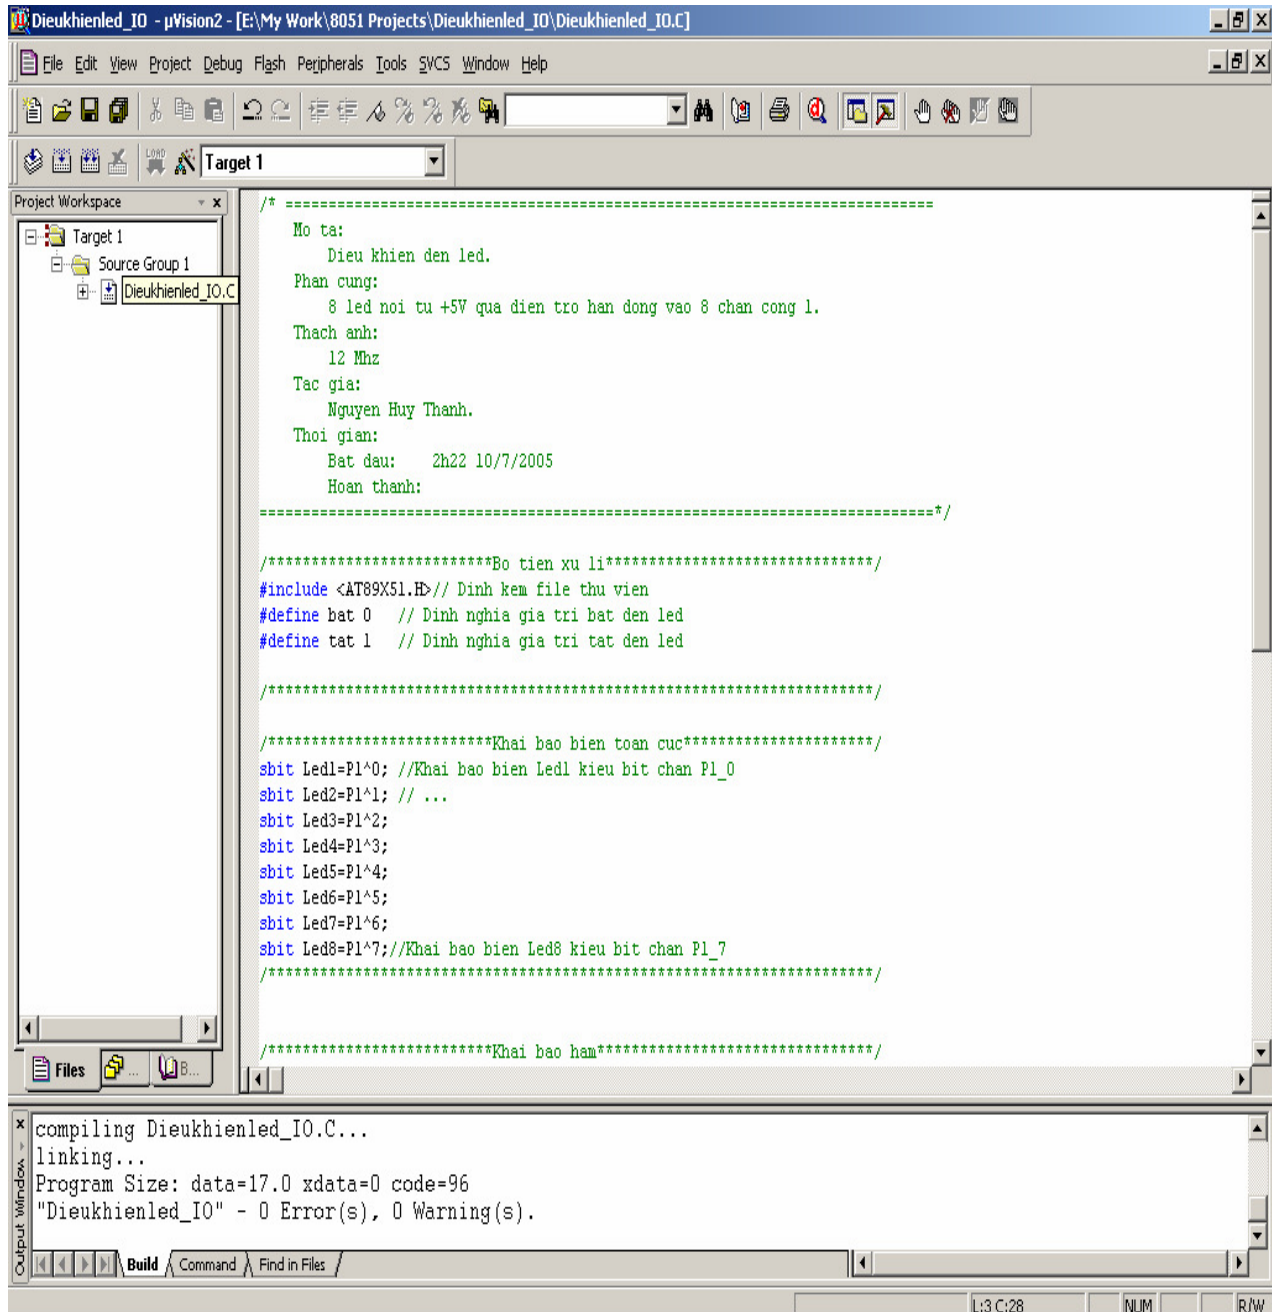 Dieukhienled_IO - µVision2 - [E:\My Work\8051 Projects\Dieukhienled_IO\Dieukhienled_IO.C]
File Edit View Project Debug Flash Peripherals Tools SVCS Window Help
LOAD Target 1
Project Workspace
Target 1
Source Group 1
Dieukhienled_IO.C
Files ... B...
/* ===========================================================================
Mo ta:
Dieu khien den led.
Phan cung:
8 led noi tu +5V qua dien tro han dong vao 8 chan cong 1.
Thach anh:
12 Mhz
Tac gia:
Nguyen Huy Thanh.
Thoi gian:
Bat dau: 2h22 10/7/2005
Hoan thanh:
==============================================================================*/
/**************************Bo tien xu li*******************************/
#include <AT89X51.H>// Dinh kem file thu vien
#define bat 0 // Dinh nghia gia tri bat den led
#define tat 1 // Dinh nghia gia tri tat den led
/**********************************************************************/
/**************************Khai bao bien toan cuc**********************/
sbit Led1=P1^0; //Khai bao bien Led1 kieu bit chan P1_0
sbit Led2=P1^1; // ...
sbit Led3=P1^2;
sbit Led4=P1^3;
sbit Led5=P1^4;
sbit Led6=P1^5;
sbit Led7=P1^6;
sbit Led8=P1^7;//Khai bao bien Led8 kieu bit chan P1_7
/**********************************************************************/
/**************************Khai bao ham********************************/
Output Window
compiling Dieukhienled_IO.C...
linking...
Program Size: data=17.0 xdata=0 code=96
"Dieukhienled_IO" - 0 Error(s), 0 Warning(s).
Build Command Find in Files
L:3 C:28 NUM R/W